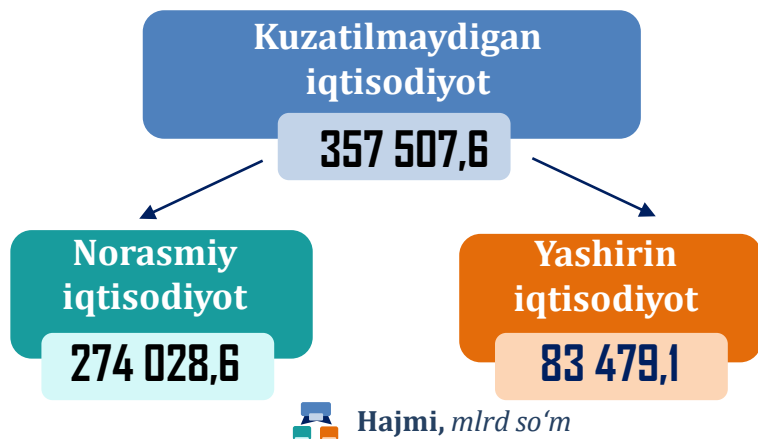 Kuzatilmaydigan
iqtisodiyot
357 507,6
Norasmiy
iqtisodiyot
274 028,6
Yashirin
iqtisodiyot
83 479,1
Hajmi, mlrd so‘m